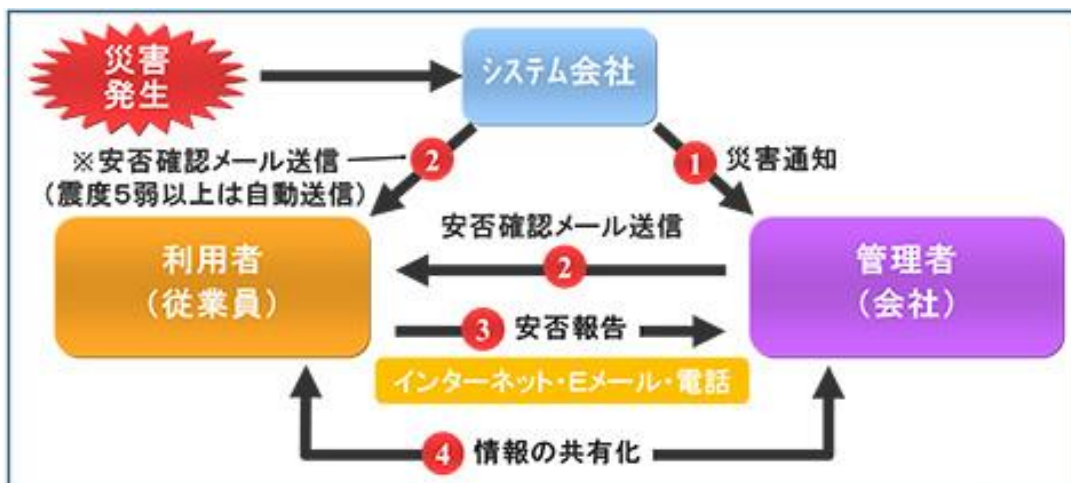 災害
発生
システム会社
※安否確認メール送信
(震度5弱以上は自動送信)
2
1 災害通知
安否確認メール送信
2
利用者
(従業員)
管理者
(会社)
3 安否報告
インターネット・Eメール・電話
4 情報の共有化